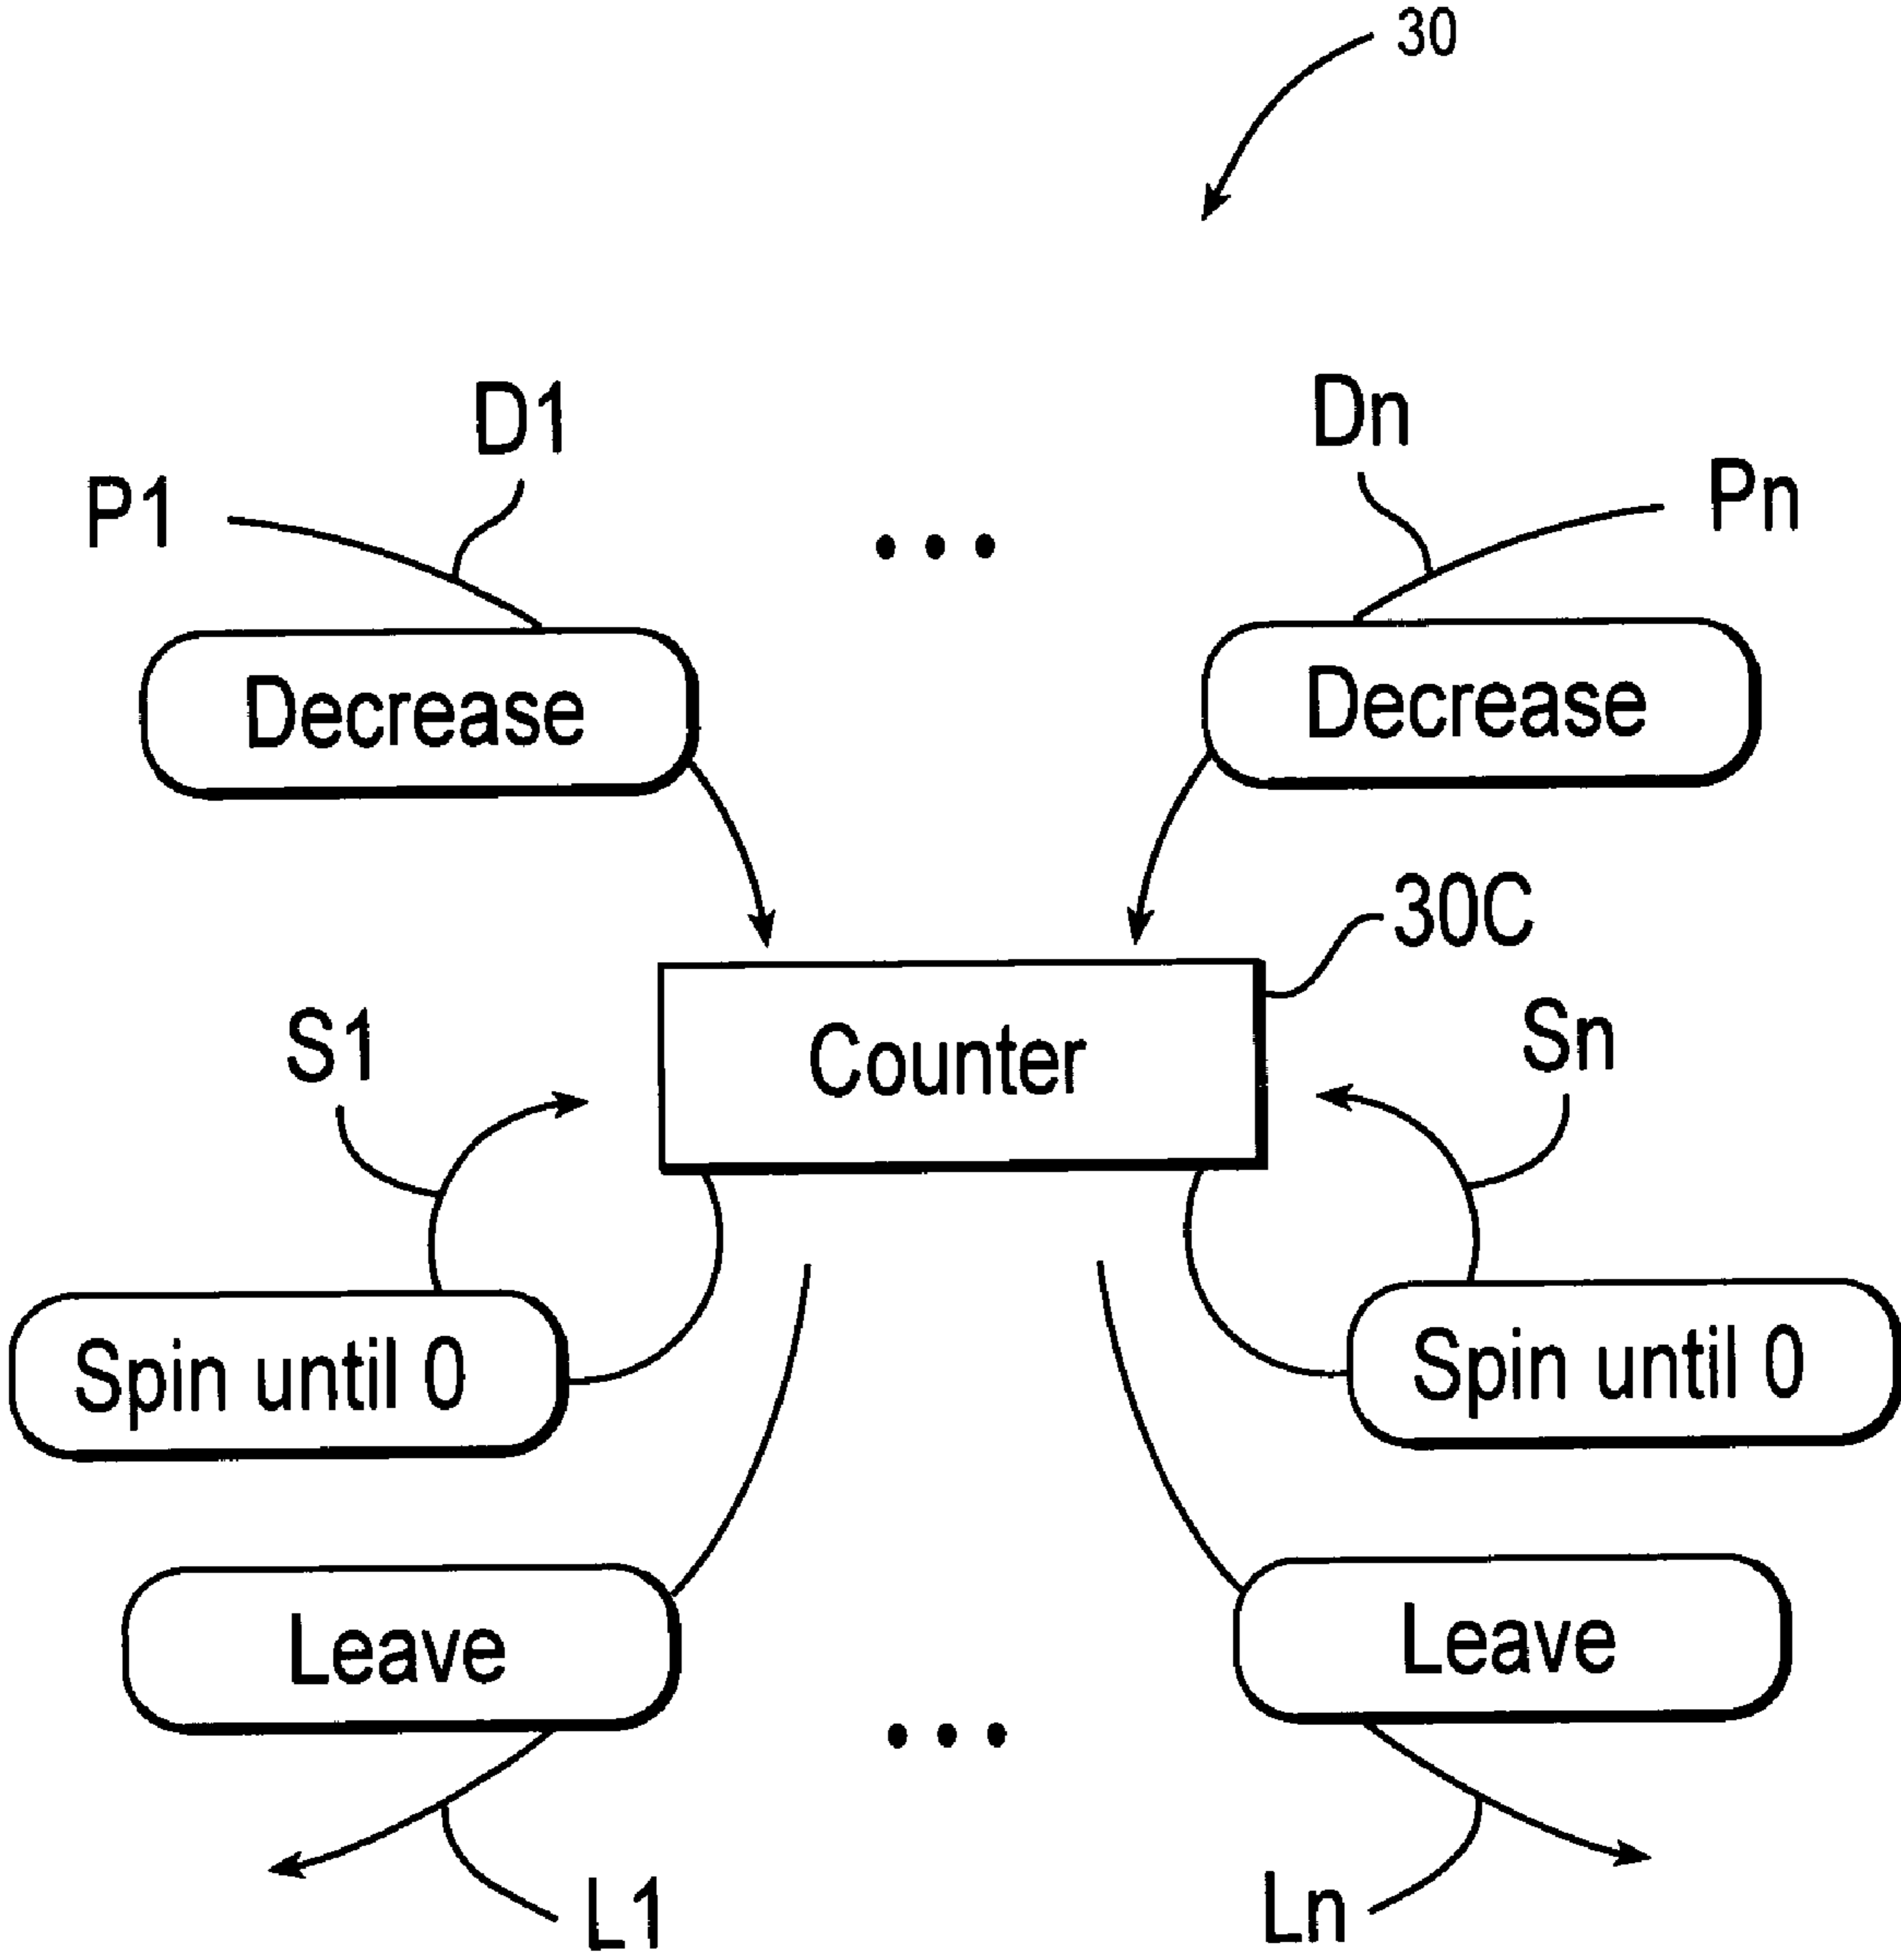 30
D1
Dn
P1
Pn
Decrease
Decrease
30C
S1
Counter
Sn
Spin until 0
Spin until 0
Leave
Leave
L1
Ln